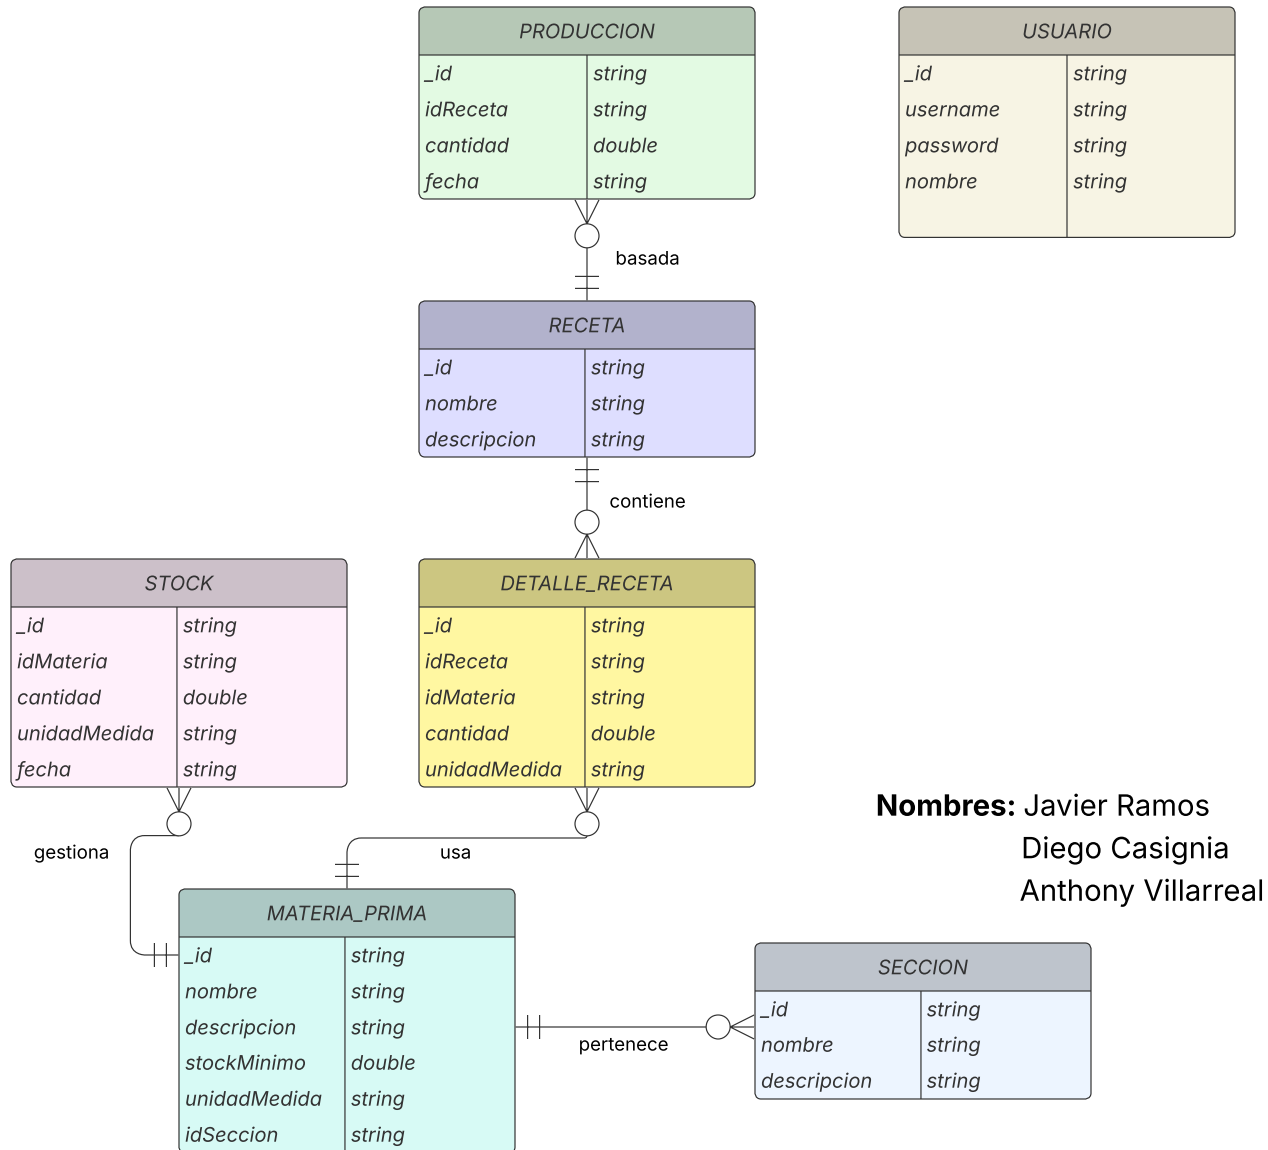 PRODUCCION
_id string
idReceta string
cantidad double
fecha string
USUARIO
_id string
username string
password string
nombre string
basada
RECETA
_id string
nombre string
descripcion string
contiene
STOCK
_id string
idMateria string
cantidad double
unidadMedida string
fecha string
DETALLE_RECETA
_id string
idReceta string
idMateria string
cantidad double
unidadMedida string
gestiona
usa
Nombres: Javier Ramos
Diego Casignia
Anthony Villarreal
MATERIA_PRIMA
_id string
nombre string
descripcion string
stockMinimo double
unidadMedida string
idSeccion string
pertenece
SECCION
_id string
nombre string
descripcion string